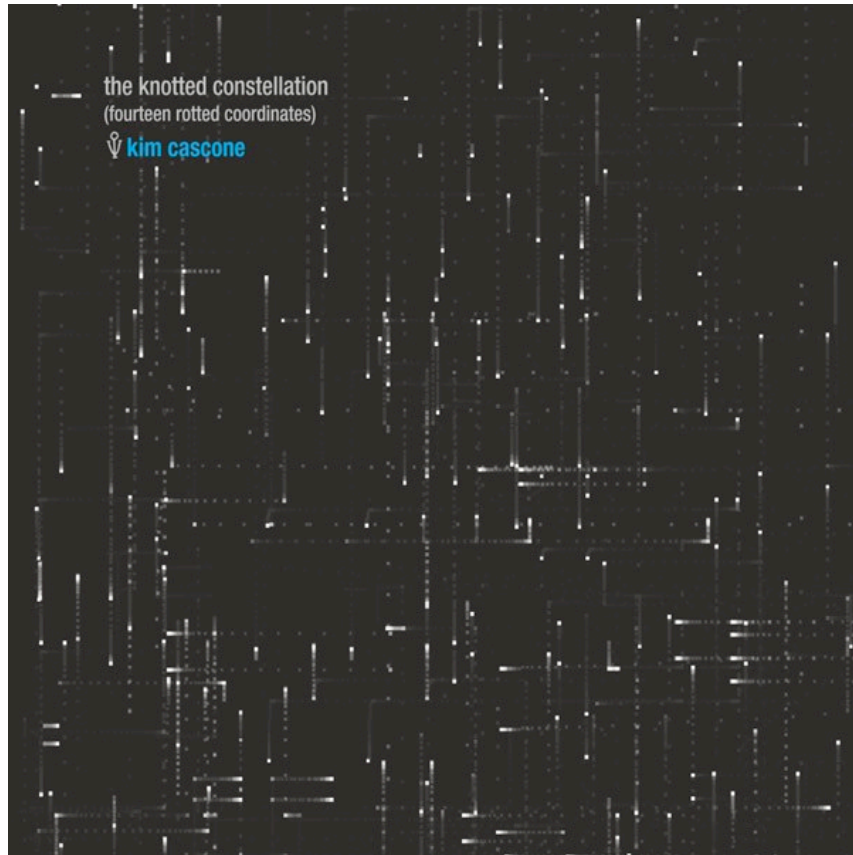 the knotted constellation
(fourteen rotted coordinates)
kim cascone